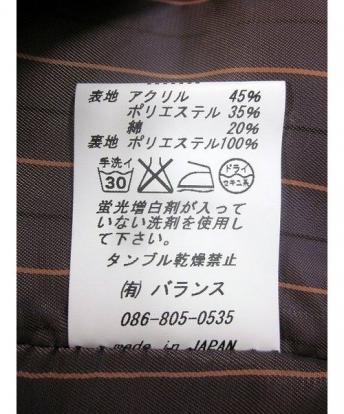 表地 アクリル 45%
ポリエステル 35%
綿 20%
裏地 ポリエステル100%
手洗イ
30
ドライ
セキユ系
蛍光増白剤が入って
いない洗剤を使用し
て下さい。
タンブル乾燥禁止
㈲ バランス
086-805-0535
made in JAPAN